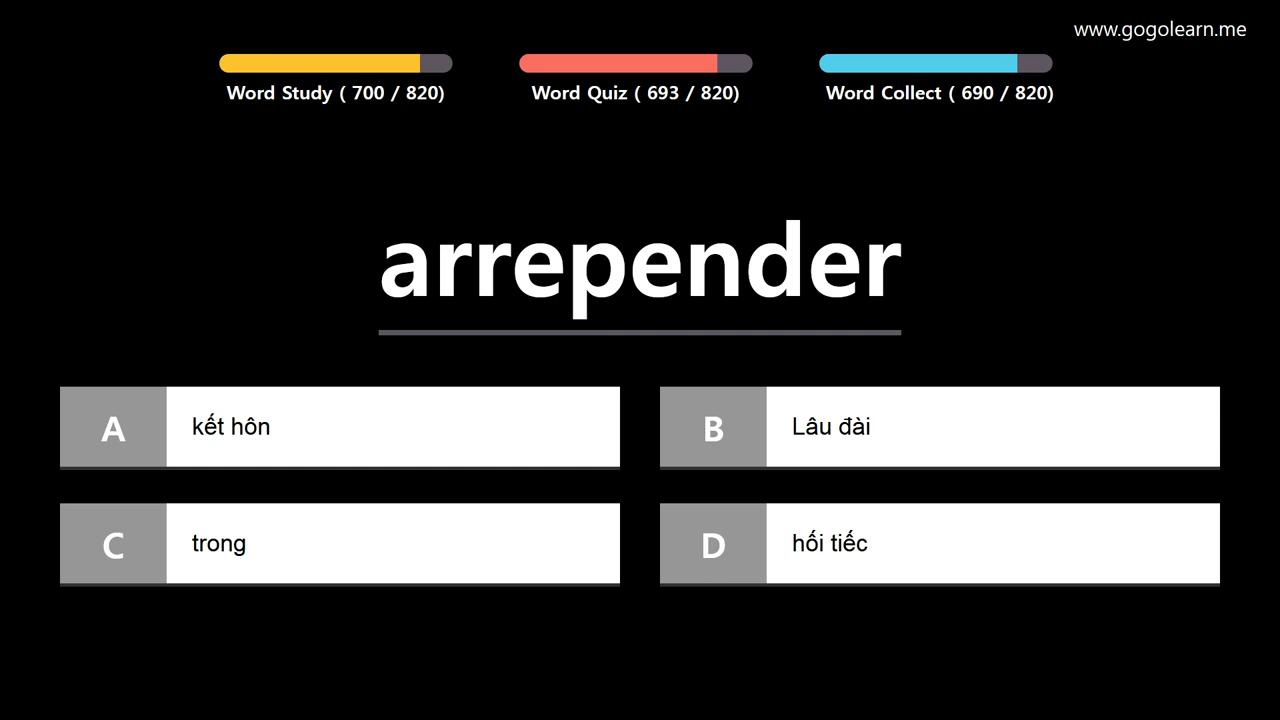 www.gogolearn.me
Word Study ( 700 / 820)
Word Quiz ( 693 / 820)
Word Collect ( 690 / 820)
arrepender
A kết hôn
B Lâu đài
C trong
D hối tiếc